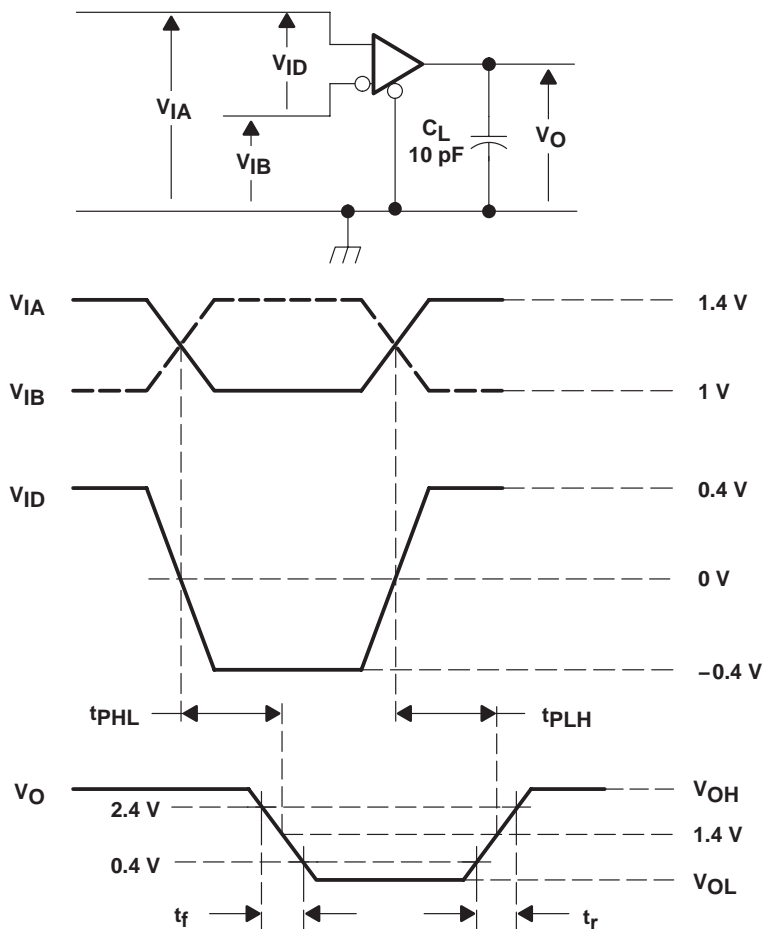 VIA
VID
VIB
CL
10 pF
VO
VIA
1.4 V
VIB
1 V
VID
0.4 V
0 V
−0.4 V
tPHL
tPLH
VO
VOH
2.4 V
1.4 V
0.4 V
VOL
tf
tr